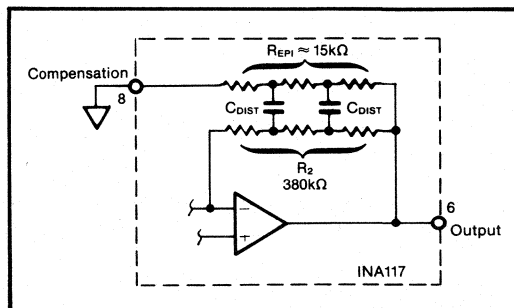 R_EPI ≈ 15kΩ
Compensation
8
C_DIST
C_DIST
R_2
380kΩ
−
+
6
Output
INA117